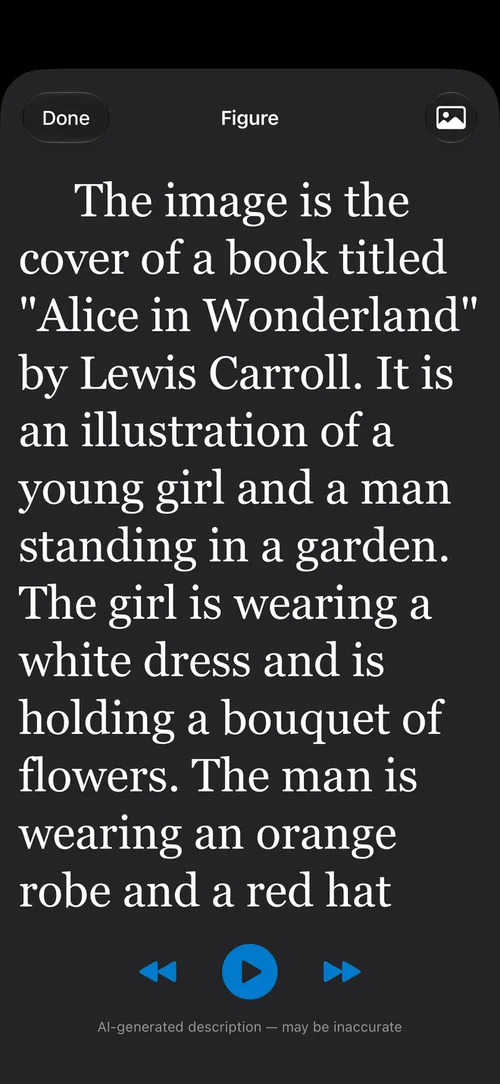 Done
Figure
The image is the
cover of a book titled
"Alice in Wonderland"
by Lewis Carroll. It is
an illustration of a
young girl and a man
standing in a garden.
The girl is wearing a
white dress and is
holding a bouquet of
flowers. The man is
wearing an orange
robe and a red hat
AI-generated description — may be inaccurate